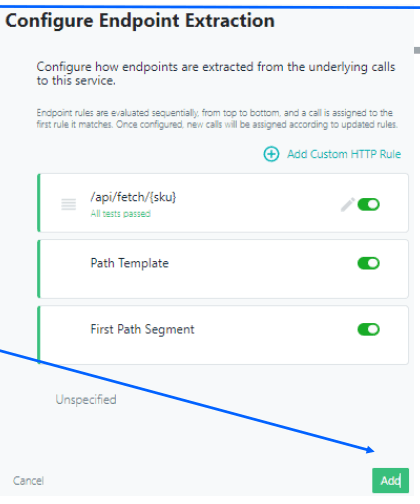 Configure Endpoint Extraction
Configure how endpoints are extracted from the underlying calls
to this service.
Endpoint rules are evaluated sequentially, from top to bottom, and a call is assigned to the
first rule it matches. Once configured, new calls will be assigned according to updated rules.
Add Custom HTTP Rule
/api/fetch/{sku}
All tests passed
Path Template
First Path Segment
Unspecified
Cancel
Add